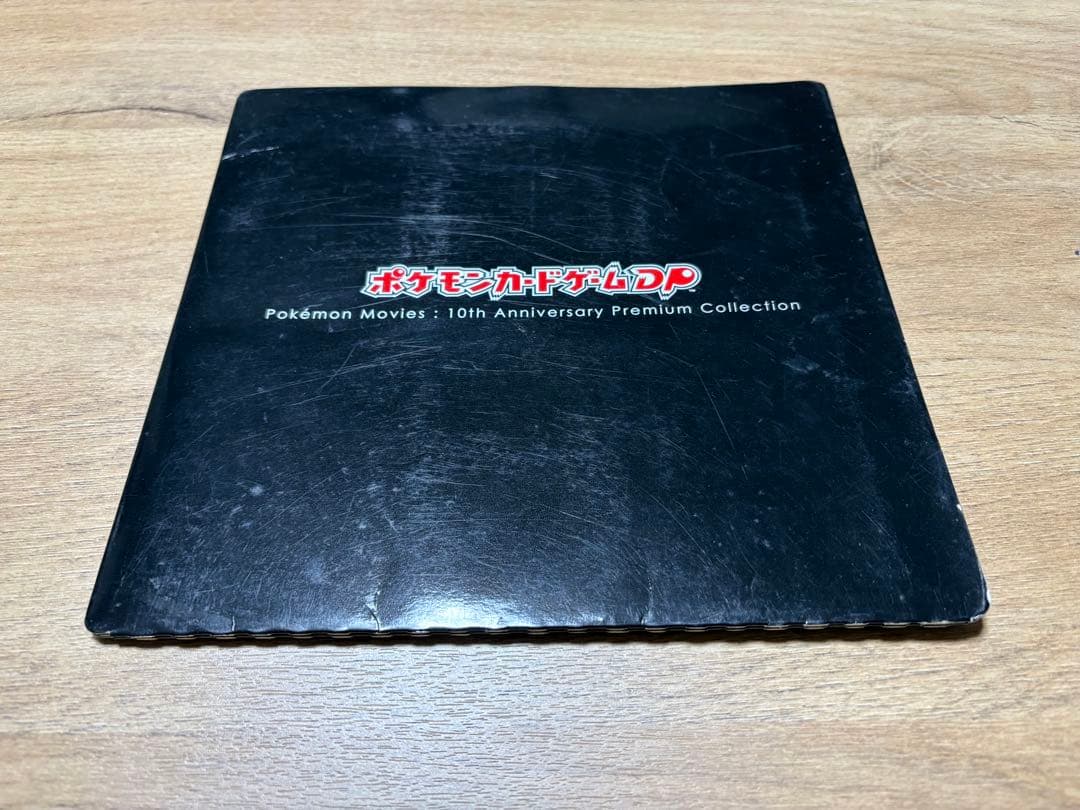 ポケモンカードゲームDP
Pokémon Movies : 10th Anniversary Premium Collection